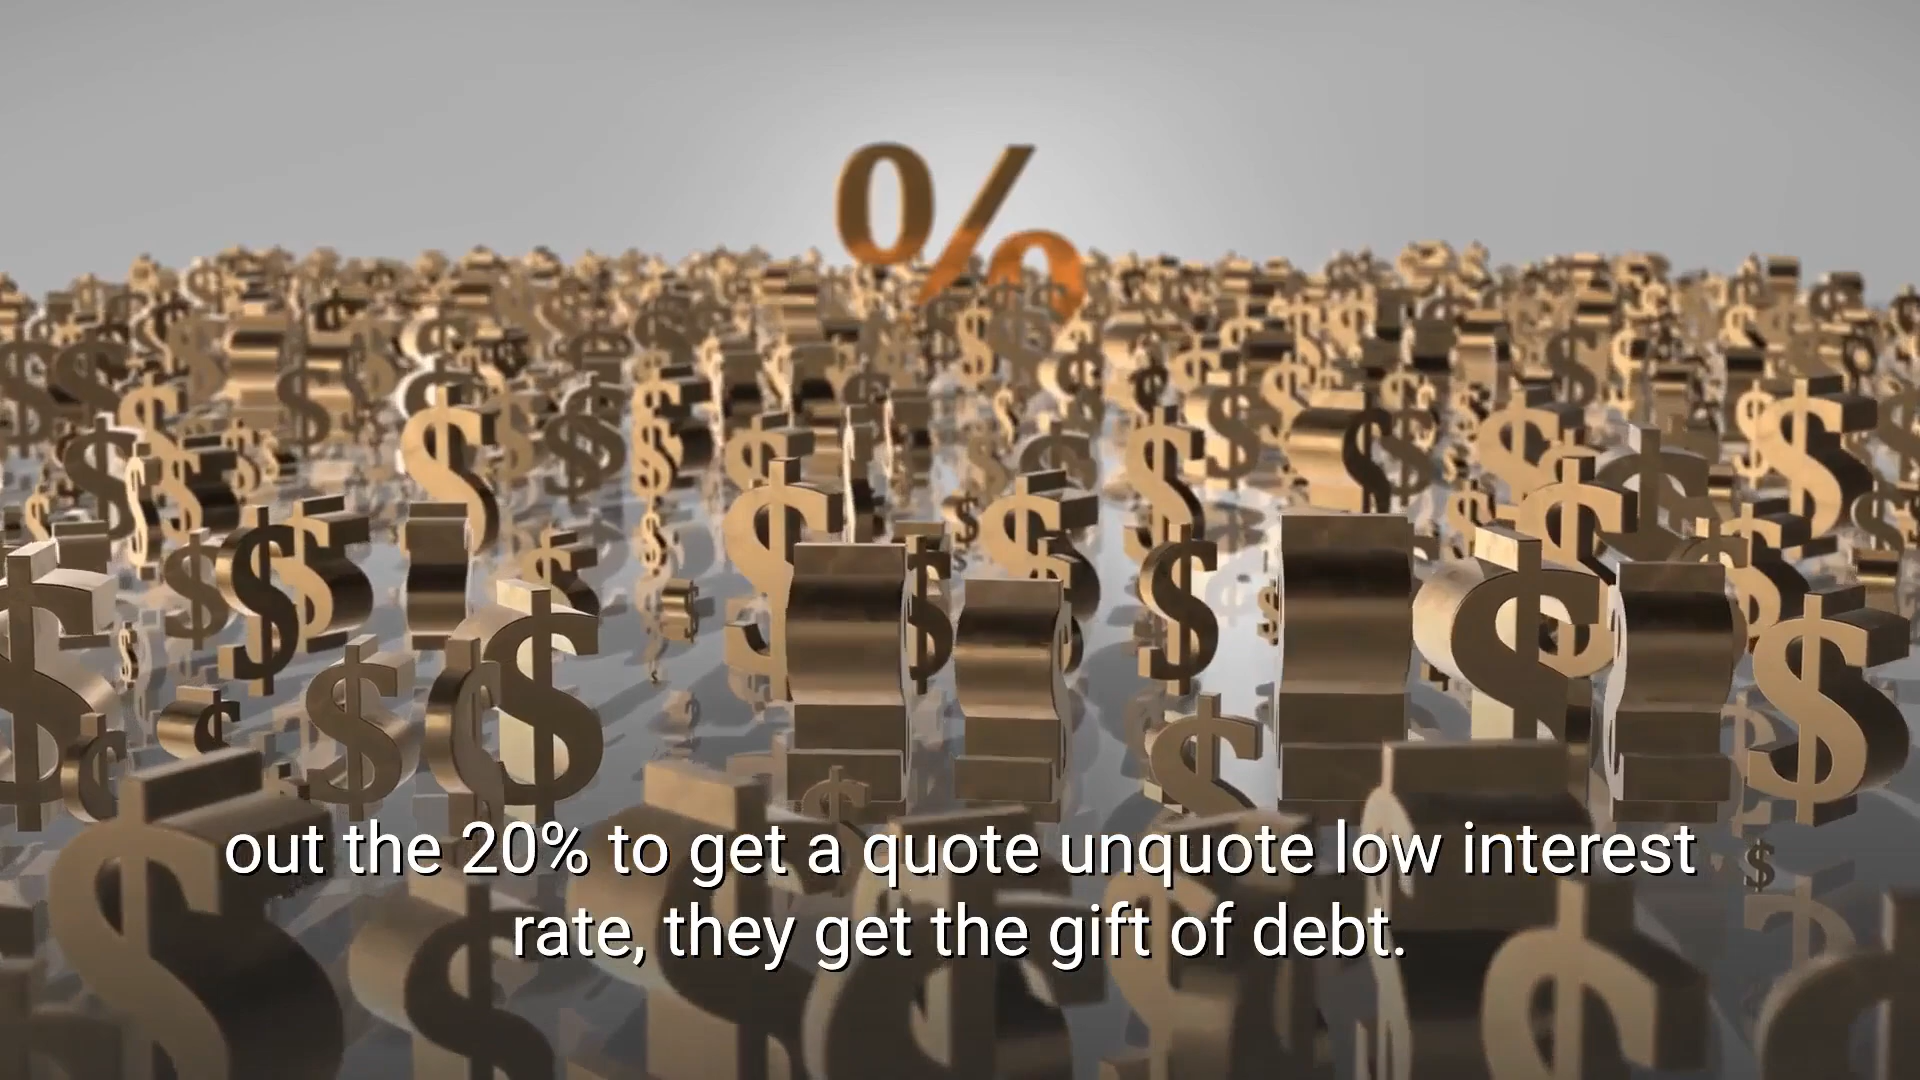 %
out the 20% to get a quote unquote low interest
rate, they get the gift of debt.